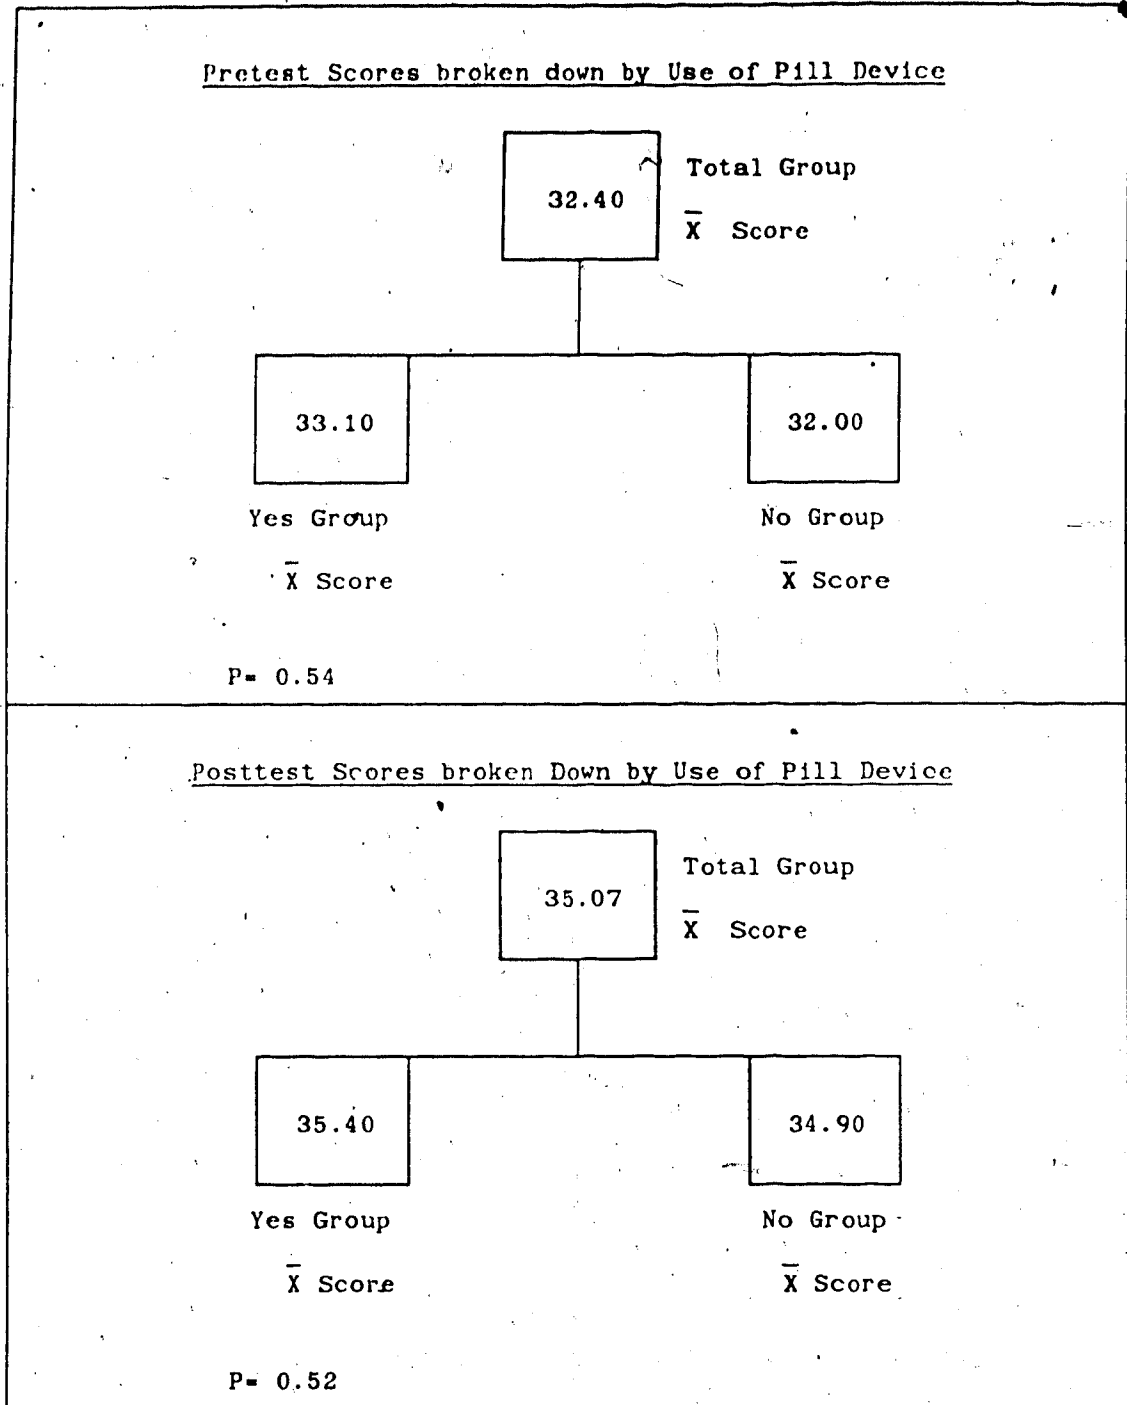 Pretest Scores broken down by Use of Pill Device
32.40
Total Group
X̄ Score
33.10
32.00
Yes Group
No Group
X̄ Score
X̄ Score
P= 0.54
Posttest Scores broken Down by Use of Pill Device
35.07
Total Group
X̄ Score
35.40
34.90
Yes Group
No Group
X̄ Score
X̄ Score
P= 0.52